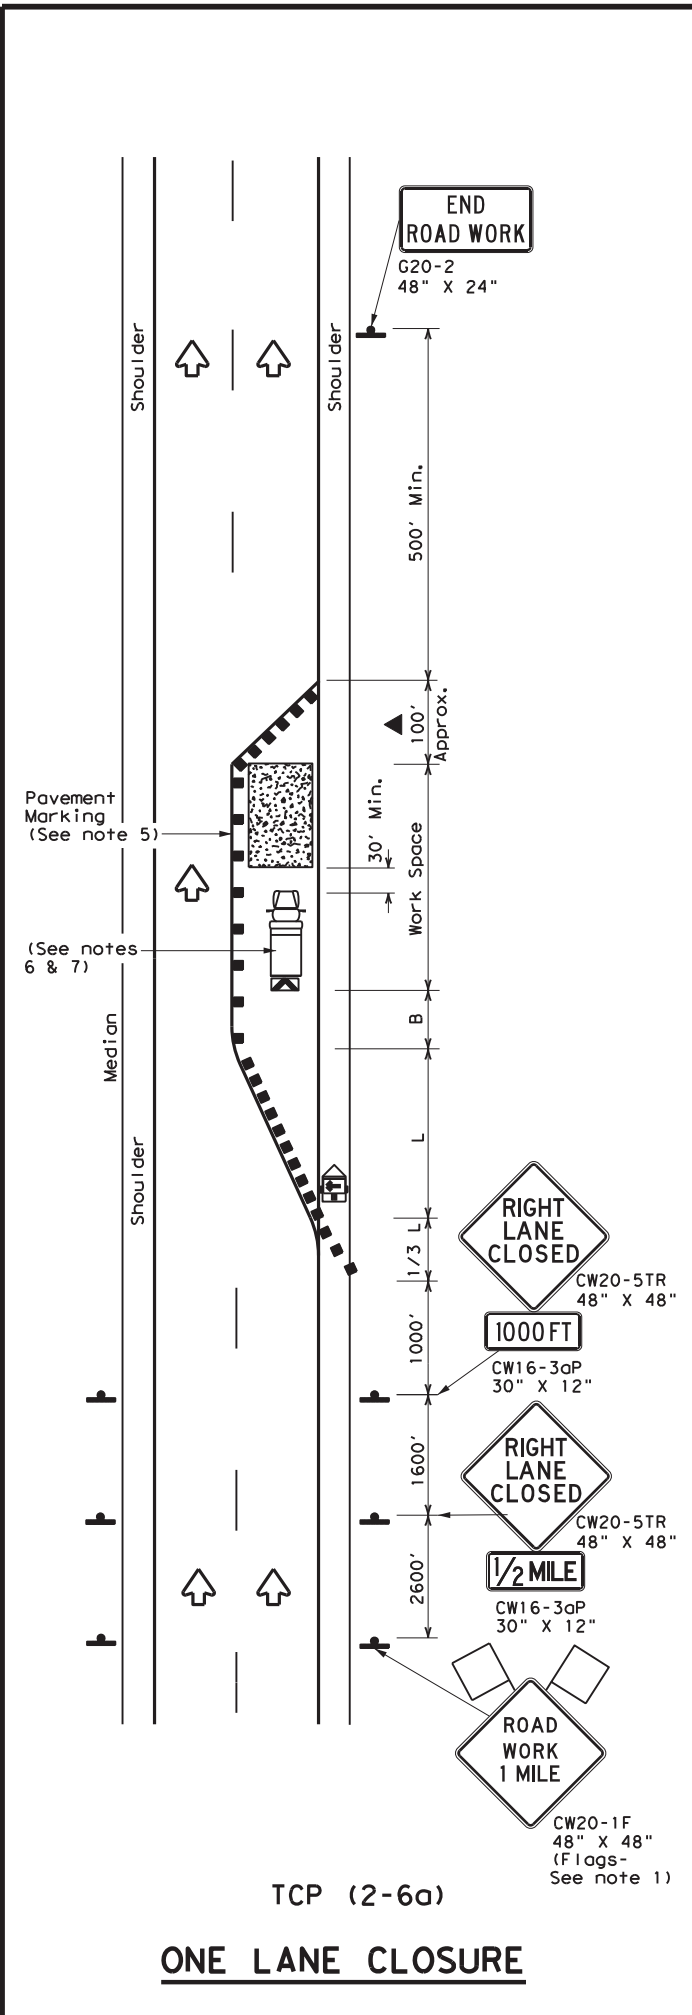 END
ROAD WORK
G20-2
48" X 24"
Shoulder
Shoulder
500' Min.
100'
Approx.
Pavement
Marking
(See note 5)
30' Min.
Work Space
(See notes
6 & 7)
B
Median
Shoulder
L
1/3 L
RIGHT
LANE
CLOSED
CW20-5TR
48" X 48"
1000 FT
CW16-3aP
30" X 12"
1000'
1600'
RIGHT
LANE
CLOSED
CW20-5TR
48" X 48"
1/2 MILE
CW16-3aP
30" X 12"
2600'
ROAD
WORK
1 MILE
CW20-1F
48" X 48"
(Flags-
See note 1)
TCP (2-6a)
ONE LANE CLOSURE